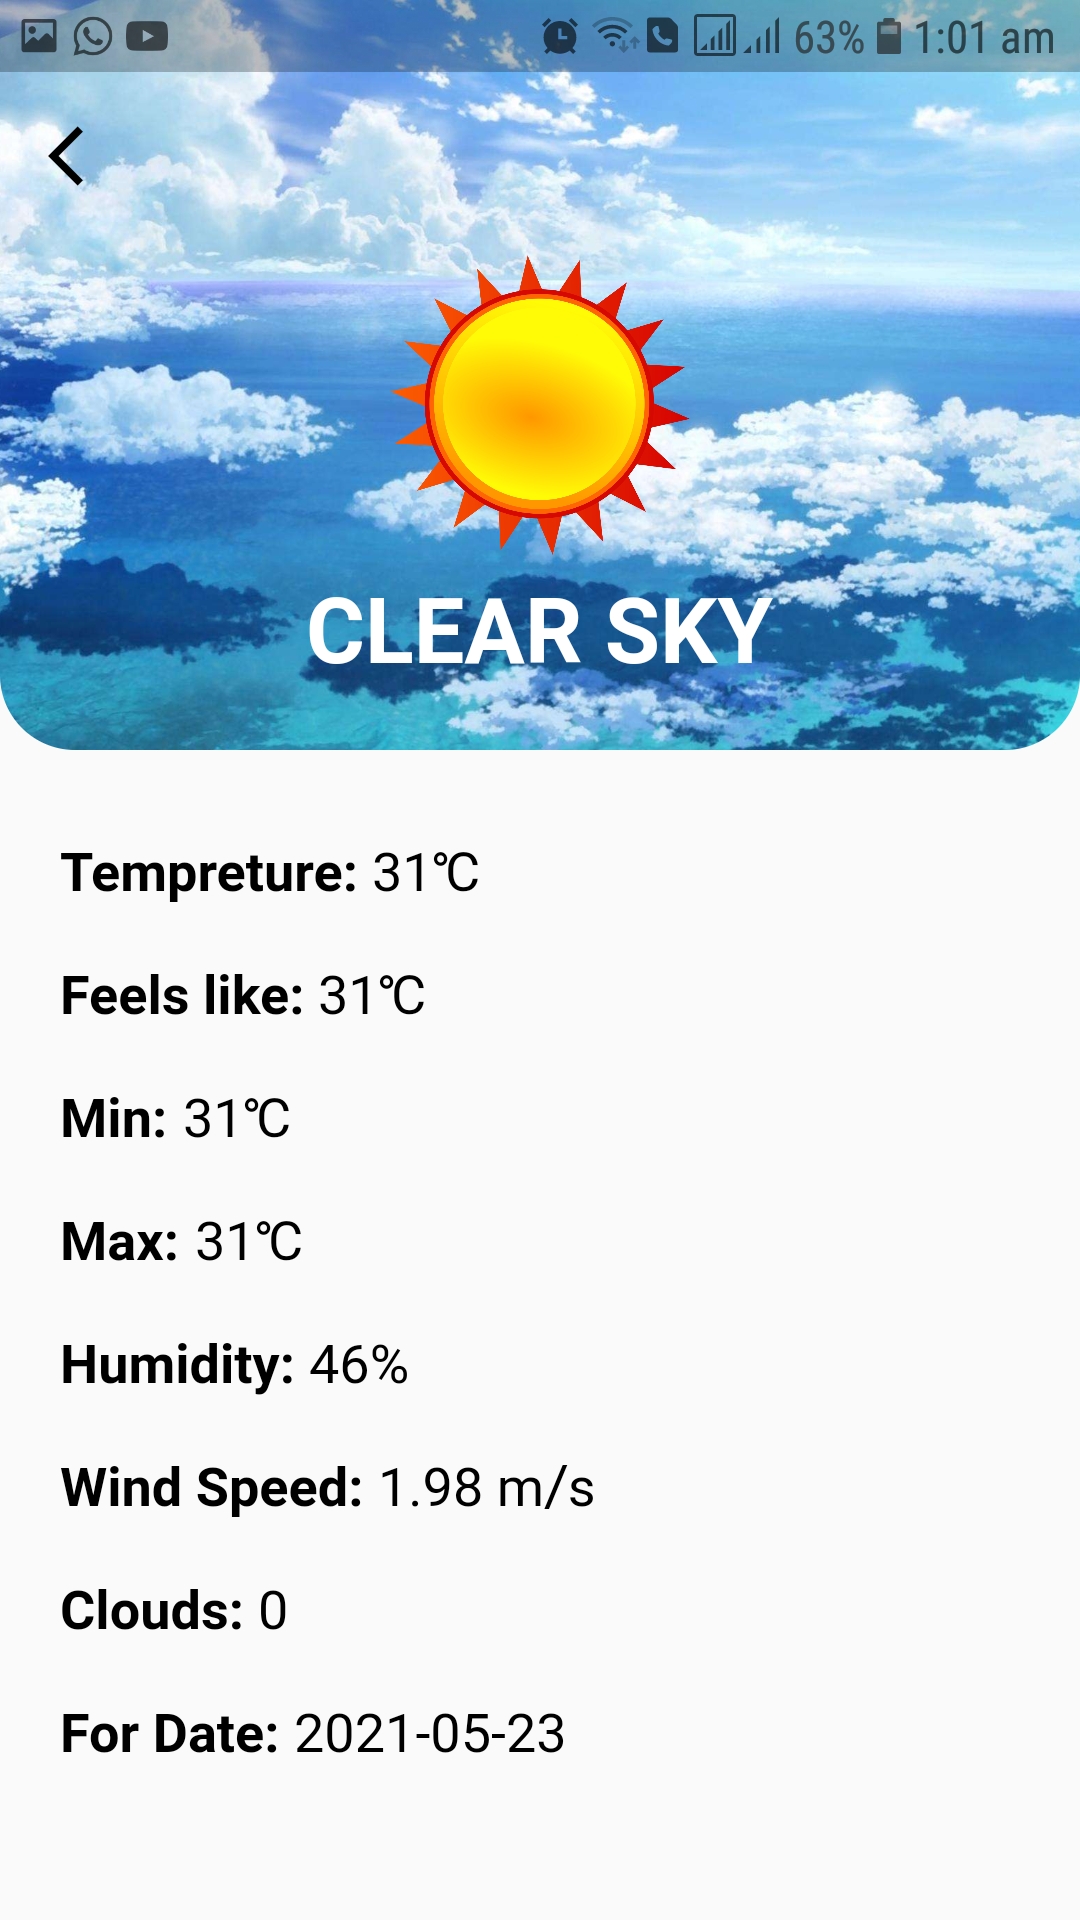 63% 1:01 am
CLEAR SKY
Tempreture: 31℃
Feels like: 31℃
Min: 31℃
Max: 31℃
Humidity: 46%
Wind Speed: 1.98 m/s
Clouds: 0
For Date: 2021-05-23